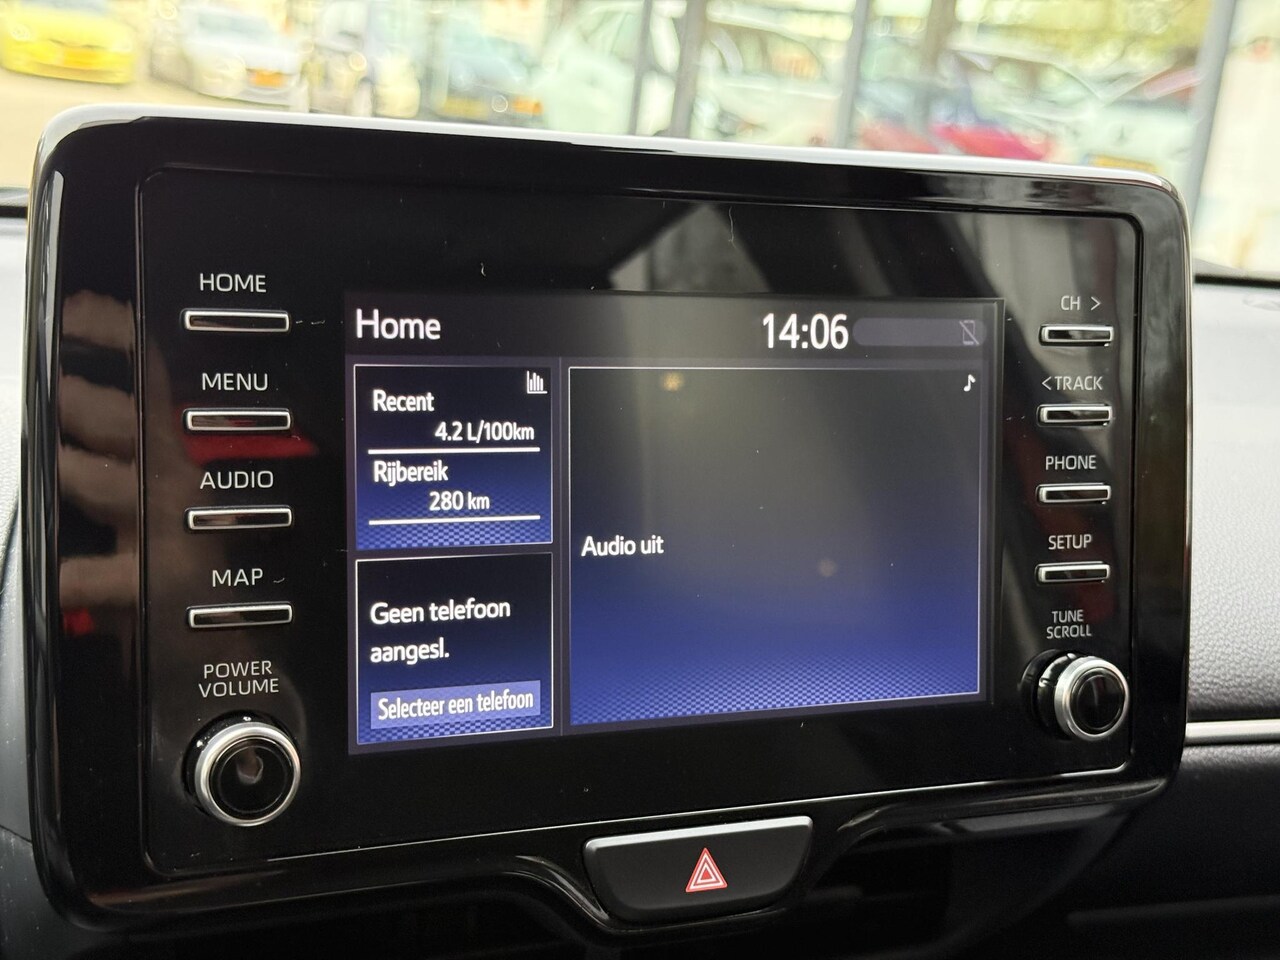 HOME
MENU
AUDIO
MAP
POWER
VOLUME
Home
14:06
Recent
4.2 L/100km
Rijbereik
280 km
Geen telefoon
aangesl.
Selecteer een telefoon
Audio uit
CH >
< TRACK
PHONE
SETUP
TUNE
SCROLL